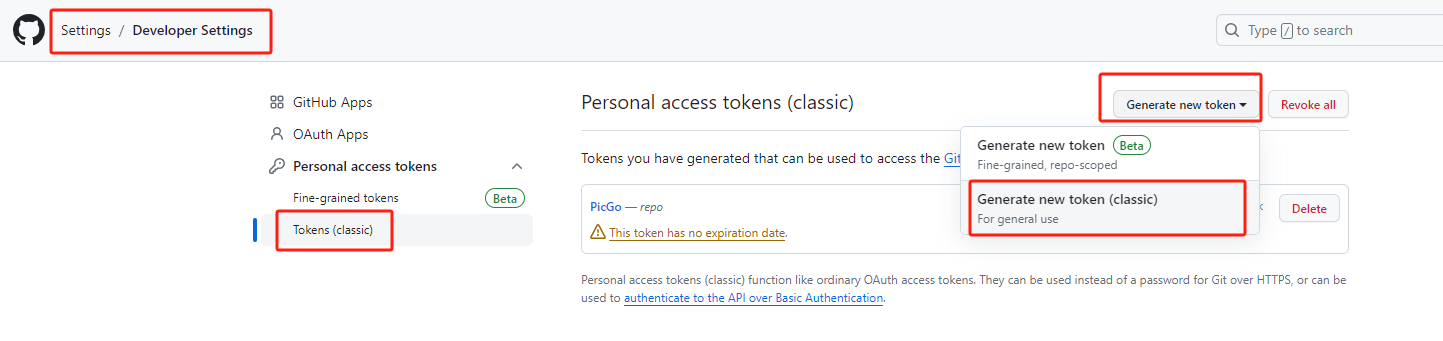 Settings / Developer Settings
Type / to search
GitHub Apps
OAuth Apps
Personal access tokens
Fine-grained tokens Beta
Tokens (classic)
Personal access tokens (classic)
Generate new token
Revoke all
Generate new token Beta
Fine-grained, repo-scoped
Generate new token (classic)
For general use
Tokens you have generated that can be used to access the
PicGo — repo
Delete
This token has no expiration date.
Personal access tokens (classic) function like ordinary OAuth access tokens. They can be used instead of a password for Git over HTTPS, or can be
used to authenticate to the API over Basic Authentication.